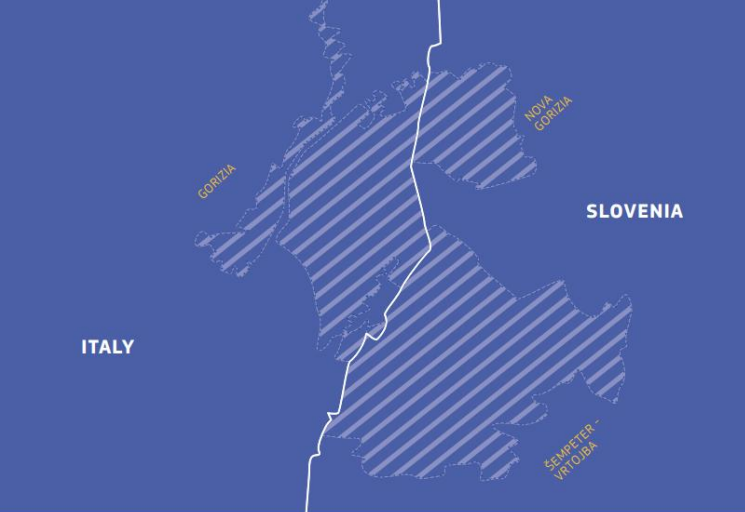 NOVA
GORIZIA
GORIZIA
SLOVENIA
ITALY
ŠEMPETER -
VRTOJBA